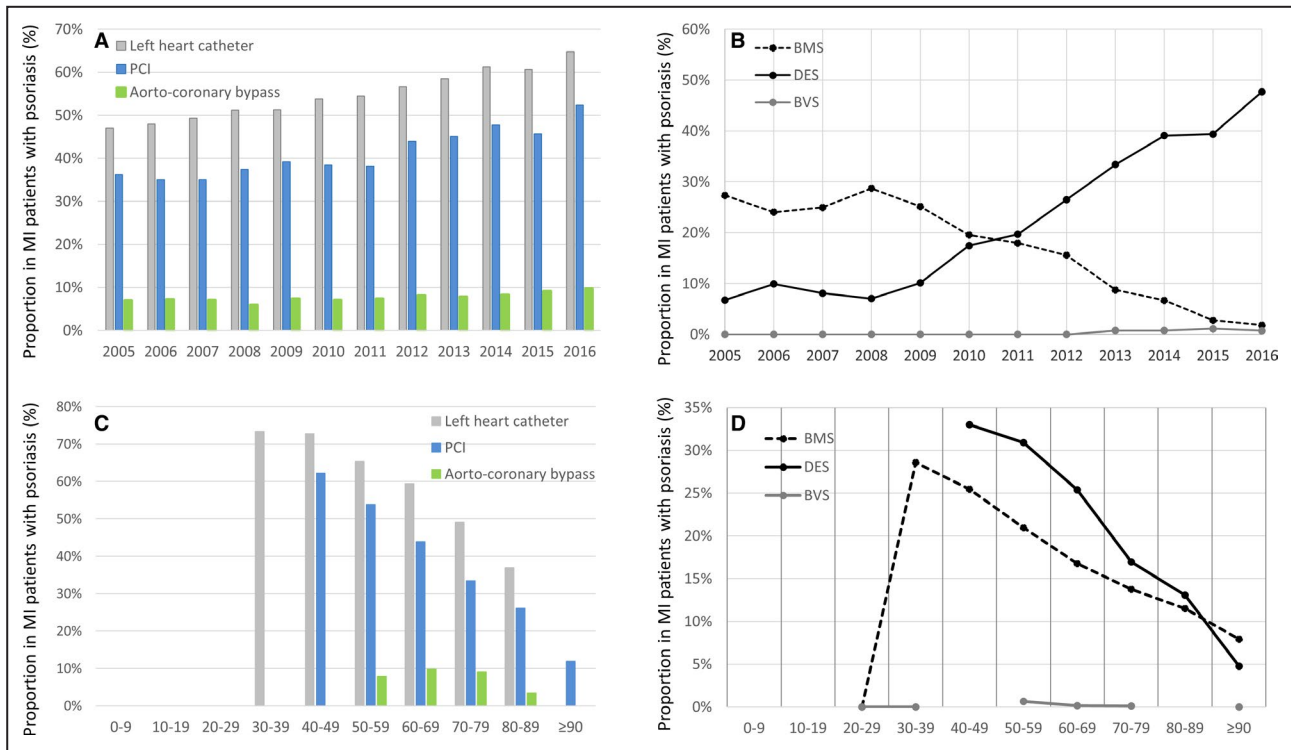 A
Proportion in MI patients with psoriasis (%)
Left heart catheter
PCI
Aorto-coronary bypass
70%
60%
50%
40%
30%
20%
10%
0%
2005 2006 2007 2008 2009 2010 2011 2012 2013 2014 2015 2016
B
Proportion in MI patients with psoriasis (%)
BMS
DES
BVS
60%
50%
40%
30%
20%
10%
0%
2005 2006 2007 2008 2009 2010 2011 2012 2013 2014 2015 2016
C
Proportion in MI patients with psoriasis (%)
Left heart catheter
PCI
Aorto-coronary bypass
80%
70%
60%
50%
40%
30%
20%
10%
0%
0-9 10-19 20-29 30-39 40-49 50-59 60-69 70-79 80-89 ≥90
D
Proportion in MI patients with psoriasis (%)
BMS
DES
BVS
35%
30%
25%
20%
15%
10%
5%
0%
0-9 10-19 20-29 30-39 40-49 50-59 60-69 70-79 80-89 ≥90